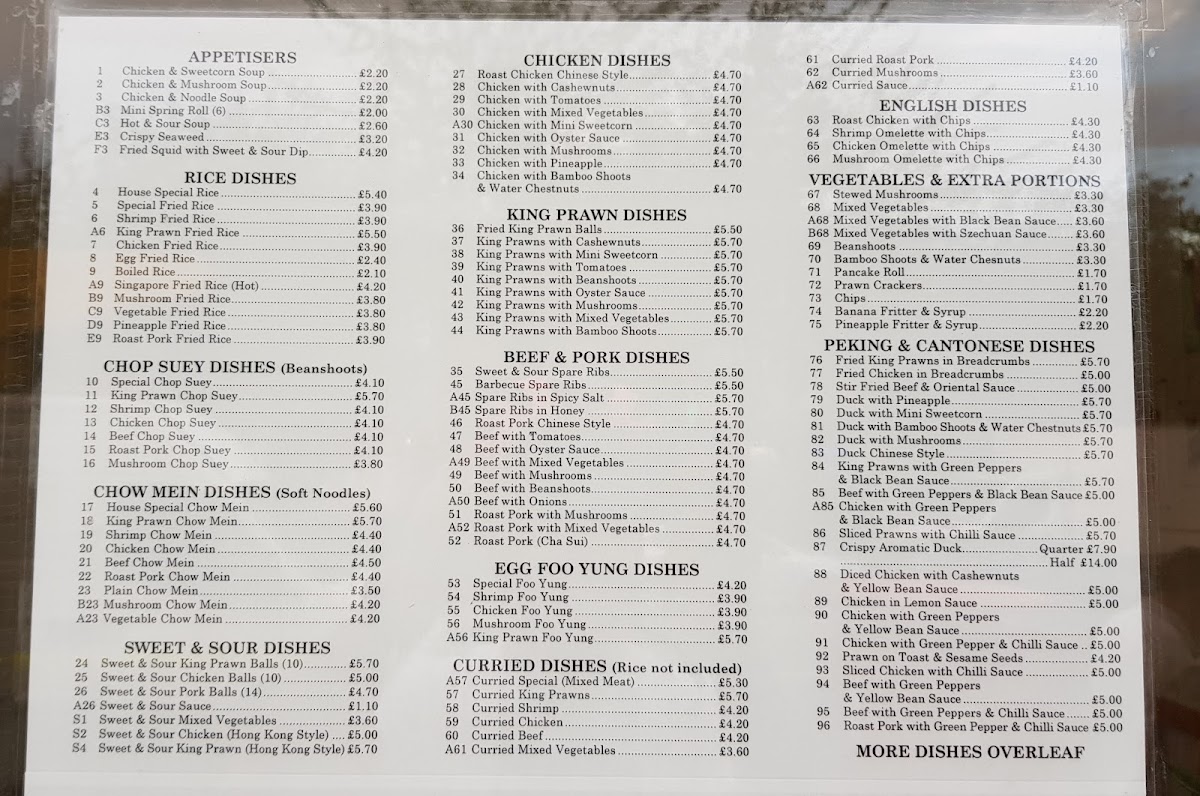 APPETISERS
1 Chicken & Sweetcorn Soup £2.20
2 Chicken & Mushroom Soup £2.20
3 Chicken & Noodle Soup £2.20
B3 Mini Spring Roll (6) £2.00
C3 Hot & Sour Soup £2.60
E3 Crispy Seaweed £3.20
F3 Fried Squid with Sweet & Sour Dip £4.20
RICE DISHES
4 House Special Rice £5.40
5 Special Fried Rice £3.90
6 Shrimp Fried Rice £3.90
A6 King Prawn Fried Rice £5.50
7 Chicken Fried Rice £3.90
8 Egg Fried Rice £2.40
9 Boiled Rice £2.10
A9 Singapore Fried Rice (Hot) £4.20
B9 Mushroom Fried Rice £3.80
C9 Vegetable Fried Rice £3.80
D9 Pineapple Fried Rice £3.80
E9 Roast Pork Fried Rice £3.90
CHOP SUEY DISHES (Beanshoots)
10 Special Chop Suey £4.10
11 King Prawn Chop Suey £5.70
12 Shrimp Chop Suey £4.10
13 Chicken Chop Suey £4.10
14 Beef Chop Suey £4.10
15 Roast Pork Chop Suey £4.10
16 Mushroom Chop Suey £3.80
CHOW MEIN DISHES (Soft Noodles)
17 House Special Chow Mein £5.60
18 King Prawn Chow Mein £5.70
19 Shrimp Chow Mein £4.40
20 Chicken Chow Mein £4.40
21 Beef Chow Mein £4.50
22 Roast Pork Chow Mein £4.40
23 Plain Chow Mein £3.50
B23 Mushroom Chow Mein £4.20
A23 Vegetable Chow Mein £4.20
SWEET & SOUR DISHES
24 Sweet & Sour King Prawn Balls (10) £5.70
25 Sweet & Sour Chicken Balls (10) £5.00
26 Sweet & Sour Pork Balls (14) £4.70
A26 Sweet & Sour Sauce £1.10
S1 Sweet & Sour Mixed Vegetables £3.60
S2 Sweet & Sour Chicken (Hong Kong Style) £5.00
S4 Sweet & Sour King Prawn (Hong Kong Style) £5.70
CHICKEN DISHES
27 Roast Chicken Chinese Style £4.70
28 Chicken with Cashewnuts £4.70
29 Chicken with Tomatoes £4.70
30 Chicken with Mixed Vegetables £4.70
A30 Chicken with Mini Sweetcorn £4.70
31 Chicken with Oyster Sauce £4.70
32 Chicken with Mushrooms £4.70
33 Chicken with Pineapple £4.70
34 Chicken with Bamboo Shoots
& Water Chestnuts £4.70
KING PRAWN DISHES
36 Fried King Prawn Balls £5.50
37 King Prawns with Cashewnuts £5.70
38 King Prawns with Mini Sweetcorn £5.70
39 King Prawns with Tomatoes £5.70
40 King Prawns with Beanshoots £5.70
41 King Prawns with Oyster Sauce £5.70
42 King Prawns with Mushrooms £5.70
43 King Prawns with Mixed Vegetables £5.70
44 King Prawns with Bamboo Shoots £5.70
BEEF & PORK DISHES
35 Sweet & Sour Spare Ribs £5.50
45 Barbecue Spare Ribs £5.50
A45 Spare Ribs in Spicy Salt £5.70
B45 Spare Ribs in Honey £5.70
46 Roast Pork Chinese Style £4.70
47 Beef with Tomatoes £4.70
48 Beef with Oyster Sauce £4.70
A49 Beef with Mixed Vegetables £4.70
49 Beef with Mushrooms £4.70
50 Beef with Beanshoots £4.70
A50 Beef with Onions £4.70
51 Roast Pork with Mushrooms £4.70
A52 Roast Pork with Mixed Vegetables £4.70
52 Roast Pork (Cha Sui) £4.70
EGG FOO YUNG DISHES
53 Special Foo Yung £4.20
54 Shrimp Foo Yung £3.90
55 Chicken Foo Yung £3.90
56 Mushroom Foo Yung £3.90
A56 King Prawn Foo Yung £5.70
CURRIED DISHES (Rice not included)
A57 Curried Special (Mixed Meat) £5.30
57 Curried King Prawns £5.70
58 Curried Shrimp £4.20
59 Curried Chicken £4.20
60 Curried Beef £4.20
A61 Curried Mixed Vegetables £3.60
61 Curried Roast Pork £4.20
62 Curried Mushrooms £3.60
A62 Curried Sauce £1.10
ENGLISH DISHES
63 Roast Chicken with Chips £4.30
64 Shrimp Omelette with Chips £4.30
65 Chicken Omelette with Chips £4.30
66 Mushroom Omelette with Chips £4.30
VEGETABLES & EXTRA PORTIONS
67 Stewed Mushrooms £3.30
68 Mixed Vegetables £3.30
A68 Mixed Vegetables with Black Bean Sauce £3.60
B68 Mixed Vegetables with Szechuan Sauce £3.60
69 Beanshoots £3.30
70 Bamboo Shoots & Water Chesnuts £3.30
71 Pancake Roll £1.70
72 Prawn Crackers £1.70
73 Chips £1.70
74 Banana Fritter & Syrup £2.20
75 Pineapple Fritter & Syrup £2.20
PEKING & CANTONESE DISHES
76 Fried King Prawns in Breadcrumbs £5.70
77 Fried Chicken in Breadcrumbs £5.00
78 Stir Fried Beef & Oriental Sauce £5.00
79 Duck with Pineapple £5.70
80 Duck with Mini Sweetcorn £5.70
81 Duck with Bamboo Shoots & Water Chestnuts £5.70
82 Duck with Mushrooms £5.70
83 Duck Chinese Style £5.70
84 King Prawns with Green Peppers
& Black Bean Sauce £5.70
85 Beef with Green Peppers & Black Bean Sauce £5.00
A85 Chicken with Green Peppers
& Black Bean Sauce £5.00
86 Sliced Prawns with Chilli Sauce £5.70
87 Crispy Aromatic Duck Quarter £7.90
Half £14.00
88 Diced Chicken with Cashewnuts
& Yellow Bean Sauce £5.00
89 Chicken in Lemon Sauce £5.00
90 Chicken with Green Peppers
& Yellow Bean Sauce £5.00
91 Chicken with Green Pepper & Chilli Sauce £5.00
92 Prawn on Toast & Sesame Seeds £4.20
93 Sliced Chicken with Chilli Sauce £5.00
94 Beef with Green Peppers
& Yellow Bean Sauce £5.00
95 Beef with Green Peppers & Chilli Sauce £5.00
96 Roast Pork with Green Pepper & Chilli Sauce £5.00
MORE DISHES OVERLEAF